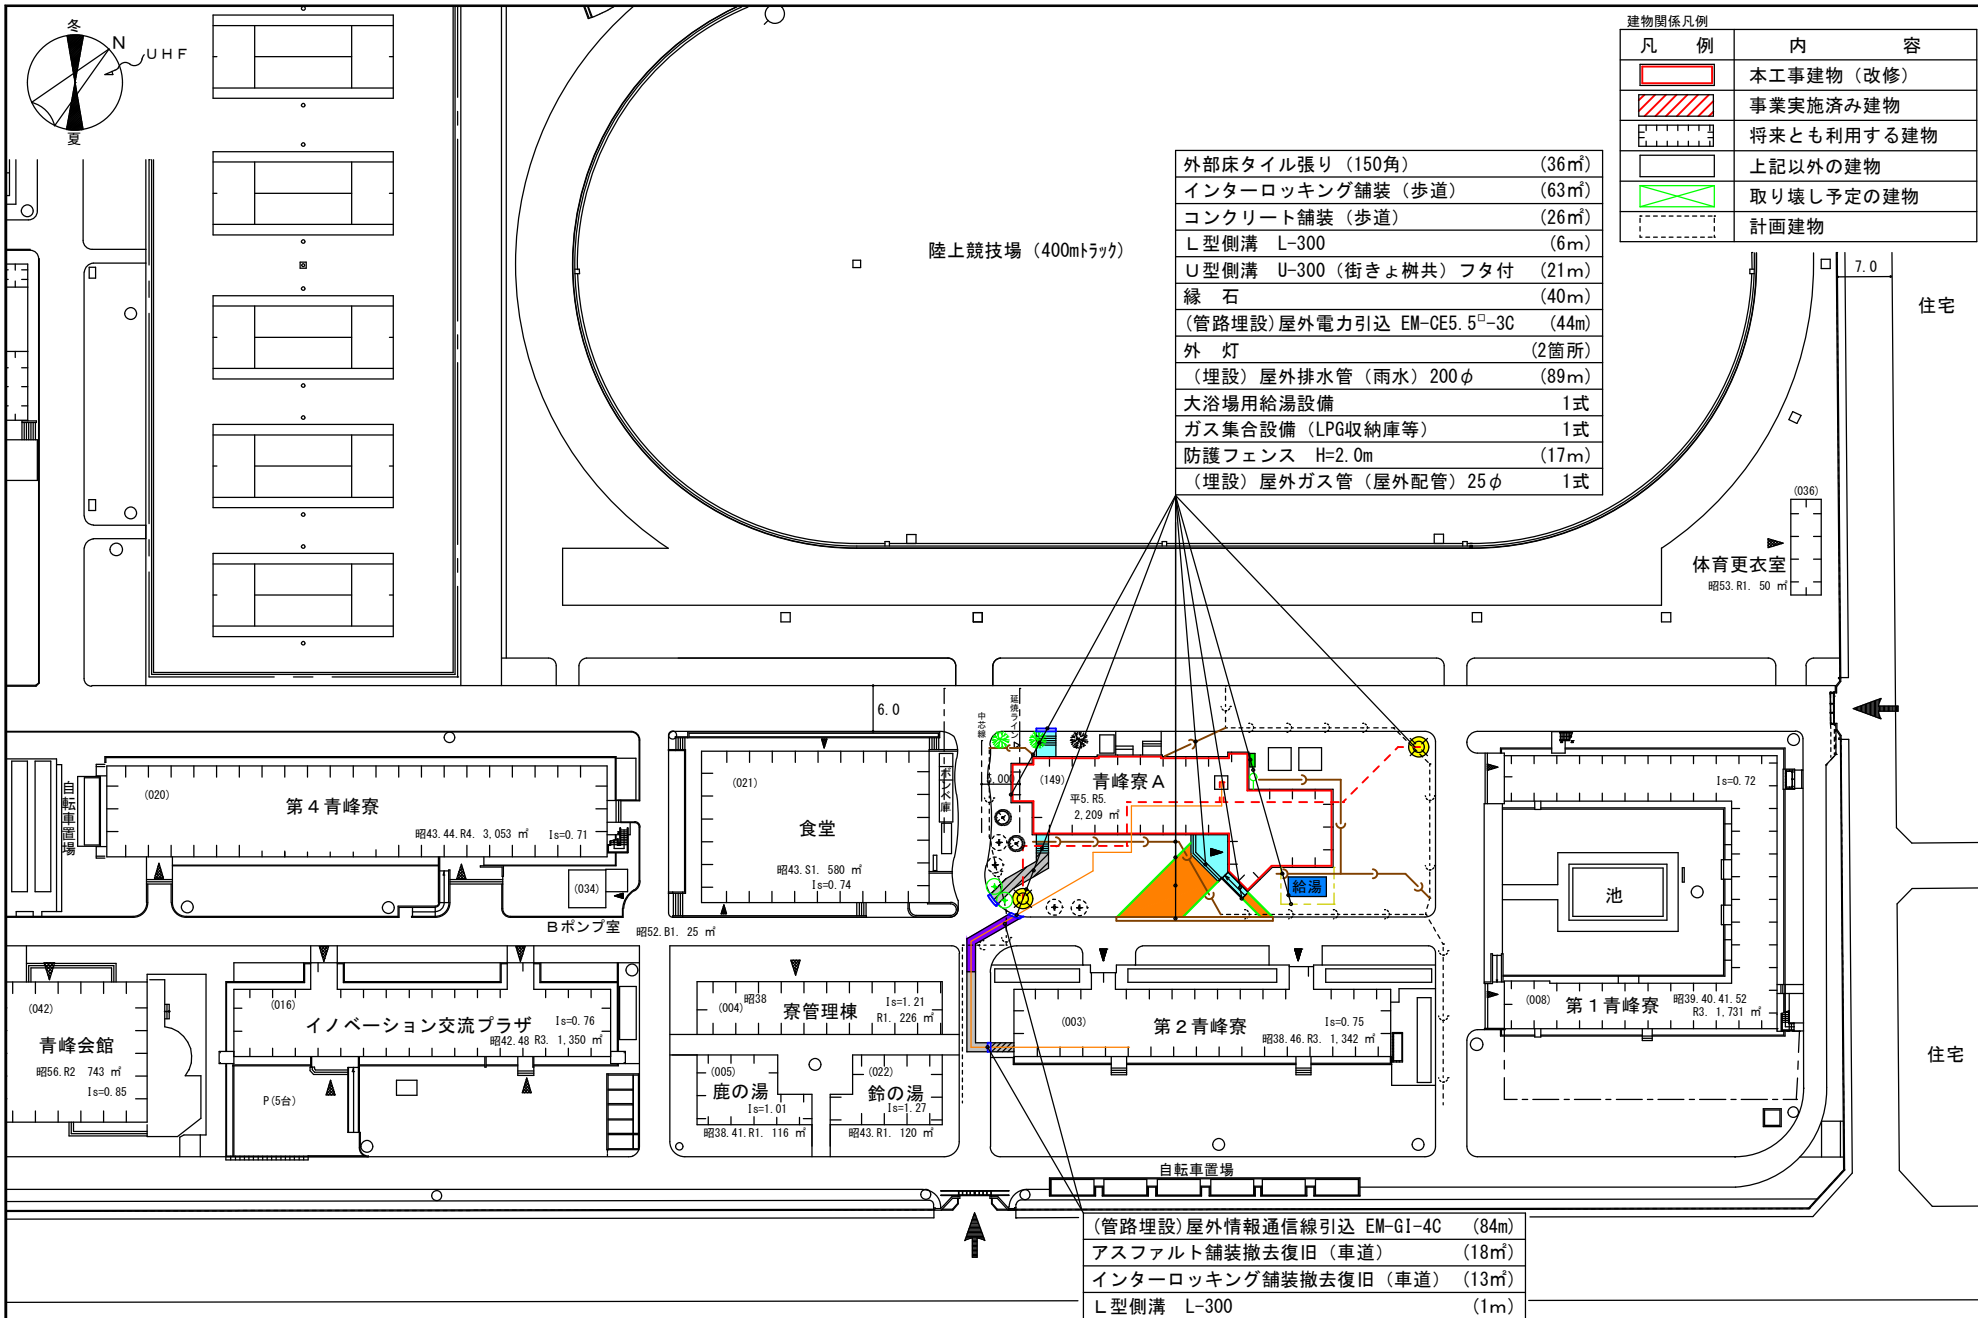 冬
N
UHF
夏
建物関係凡例
凡 例 内 容
本工事建物（改修）
事業実施済み建物
将来とも利用する建物
上記以外の建物
取り壊し予定の建物
計画建物
外部床タイル張り（150角） (36㎡)
インターロッキング舗装（歩道） (63㎡)
コンクリート舗装（歩道） (26㎡)
L型側溝 L-300 (6m)
U型側溝 U-300（街きょ桝共）フタ付 (21m)
縁 石 (40m)
(管路埋設)屋外電力引込 EM-CE5.5□-3C (44m)
外 灯 (2箇所)
（埋設）屋外排水管（雨水）200φ (89m)
大浴場用給湯設備 1式
ガス集合設備（LPG収納庫等） 1式
防護フェンス H=2.0m (17m)
（埋設）屋外ガス管（屋外配管）25φ 1式
陸上競技場（400mトラック）
7.0
住宅
(036)
体育更衣室
昭53.R1. 50 ㎡
6.0
中芯線
延焼ライン
5,000
ボンベ庫
自転車置場
(020)
第４青峰寮
昭43.44.R4. 3,053 ㎡ Is=0.71
(034)
Ｂポンプ室
昭52.B1. 25 ㎡
(021)
食堂
昭43.S1. 580 ㎡
Is=0.74
(149)
青峰寮Ａ
平5.R5.
2,209 ㎡
給湯
Is=0.72
池
(008)
第１青峰寮
昭39.40.41.52
R3. 1,731 ㎡
(042)
青峰会館
昭56.R2 743 ㎡
Is=0.85
(016)
イノベーション交流プラザ
Is=0.76
昭42.48 R3. 1,350 ㎡
P(5台)
昭38
(004)
寮管理棟
Is=1.21
R1. 226 ㎡
(005)
鹿の湯
Is=1.01
昭38.41.R1. 116 ㎡
(022)
鈴の湯
Is=1.27
昭43.R1. 120 ㎡
(003)
第２青峰寮
Is=0.75
昭38.46.R3. 1,342 ㎡
住宅
自転車置場
(管路埋設)屋外情報通信線引込 EM-GI-4C (84m)
アスファルト舗装撤去復旧（車道） (18㎡)
インターロッキング舗装撤去復旧（車道） (13㎡)
L型側溝 L-300 (1m)